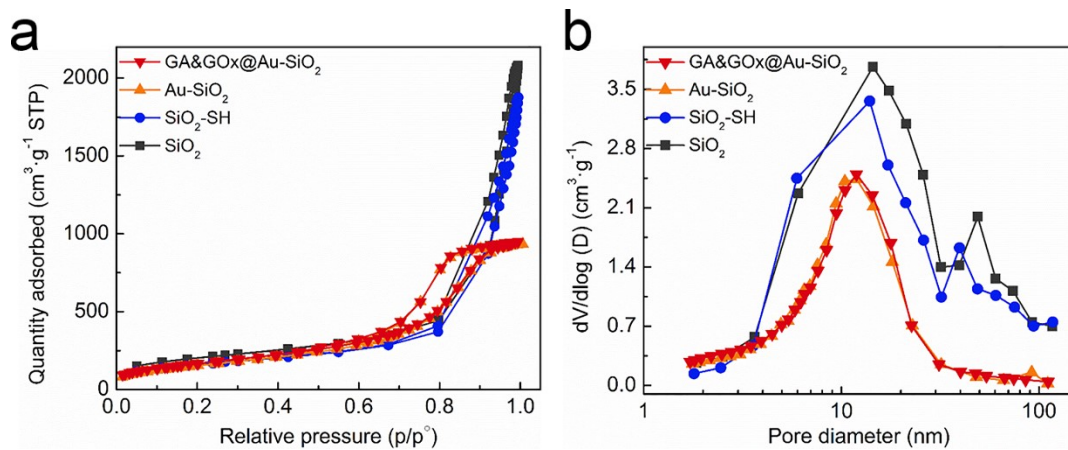 a
GA&GOx@Au-SiO₂
Au-SiO₂
SiO₂-SH
SiO₂
2000
1500
1000
500
0
0.0 0.2 0.4 0.6 0.8 1.0
Relative pressure (p/p°)
Quantity adsorbed (cm³·g⁻¹ STP)
b
GA&GOx@Au-SiO₂
Au-SiO₂
SiO₂-SH
SiO₂
3.5
2.8
2.1
1.4
0.7
0.0
1 10 100
Pore diameter (nm)
dV/dlog (D) (cm³·g⁻¹)